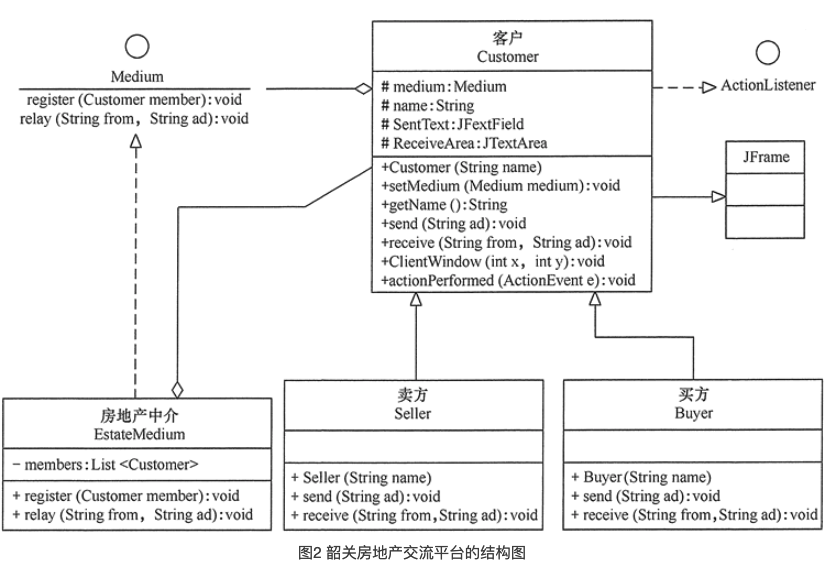 Medium
register (Customer member): void
relay (String from, String ad): void
客户
Customer
# medium: Medium
# name: String
# SentText: JFextField
# ReceiveArea: JTextArea
+Customer (String name)
+setMedium (Medium medium): void
+getName (): String
+send (String ad): void
+receive (String from, String ad): void
+ClientWindow (int x, int y): void
+actionPerformed (ActionEvent e): void
ActionListener
JFrame
房地产中介
EstateMedium
− members: List <Customer>
+ register (Customer member): void
+ relay (String from, String ad): void
卖方
Seller
+ Seller (String name)
+ send (String ad): void
+ receive (String from,String ad): void
买方
Buyer
+ Buyer(String name)
+ send (String ad): void
+ receive (String from,String ad): void
图2 韶关房地产交流平台的结构图